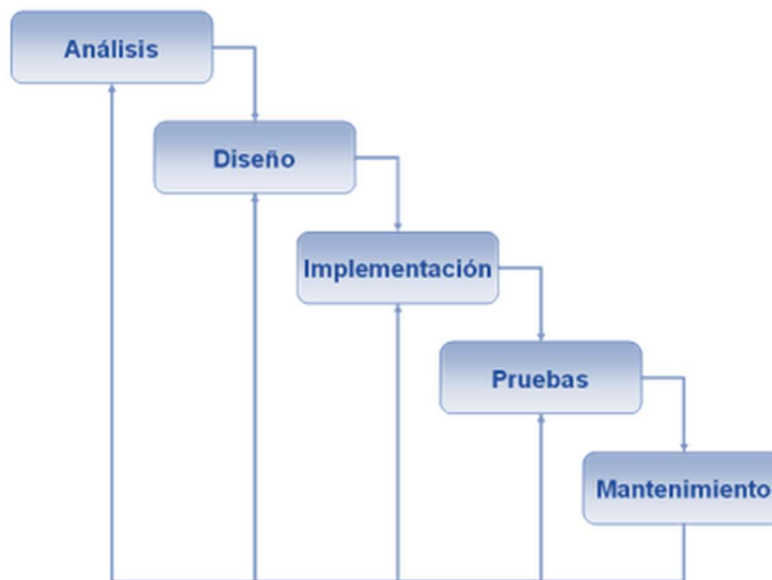 Análisis
Diseño
Implementación
Pruebas
Mantenimiento